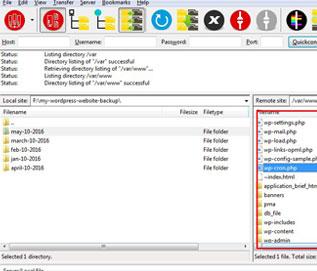 File Edit View Transfer Server Bookmarks Help
Host: Username: Password: Port: Quickcon
Status: Listing directory /var
Status: Directory listing of "/var" successful
Status: Retrieving directory listing of "/var/www"...
Status: Listing directory /var/www
Status: Directory listing of "/var/www" successful
Local site: F:\my-wordpress-website-backup\ Remote site: /var/www
Filename Filesize Filetype
..
may-10-2016 File folder
march-10-2016 File folder
feb-10-2016 File folder
jan-10-2016 File folder
april-10-2016 File folder
Selected 1 directory.
Filename
wp-settings.php
wp-mail.php
wp-load.php
wp-links-opml.php
wp-config-sample.p
wp-cron.php
~index.html
application_brief_htm
banners
pma
db_file
wp-includes
wp-content
wp-admin
Selected 1 file. Total size: